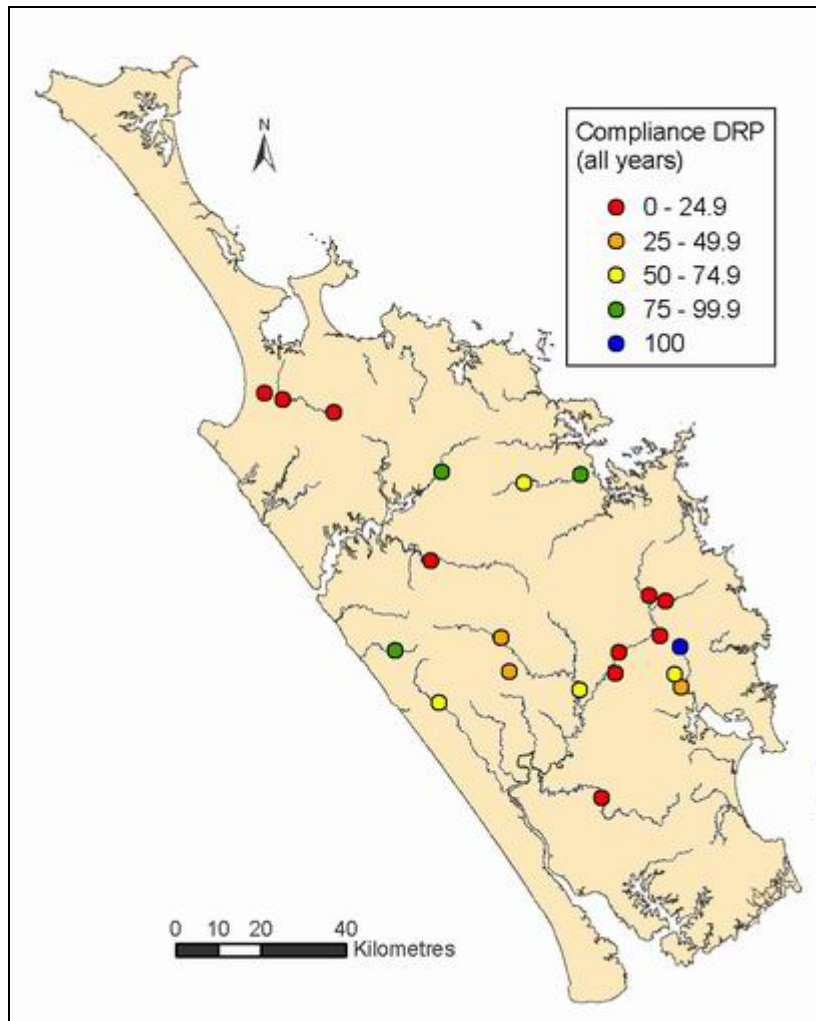 N
Compliance DRP
(all years)
0 - 24.9
25 - 49.9
50 - 74.9
75 - 99.9
100
0 10 20 40
Kilometres